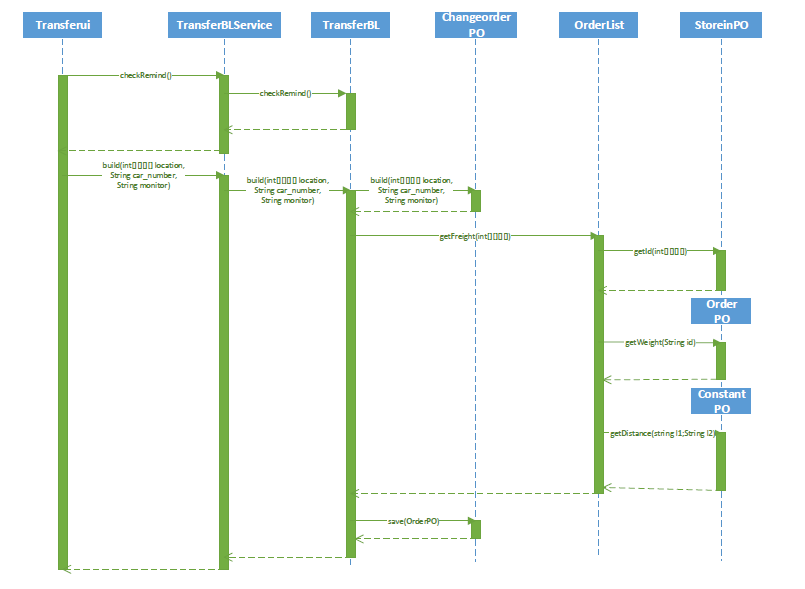 Transferui
TransferBLService
TransferBL
Changeorder
PO
OrderList
StoreinPO
checkRemind()
checkRemind()
build(int[][][][] location,
String car_number,
String monitor)
build(int[][][][] location,
String car_number,
String monitor)
build(int[][][][] location,
String car_number,
String monitor)
getFreight(int[][][][])
getId(int[][][][])
Order
PO
getWeight(String id)
Constant
PO
getDistance(string l1;String l2)
save(OrderPO)